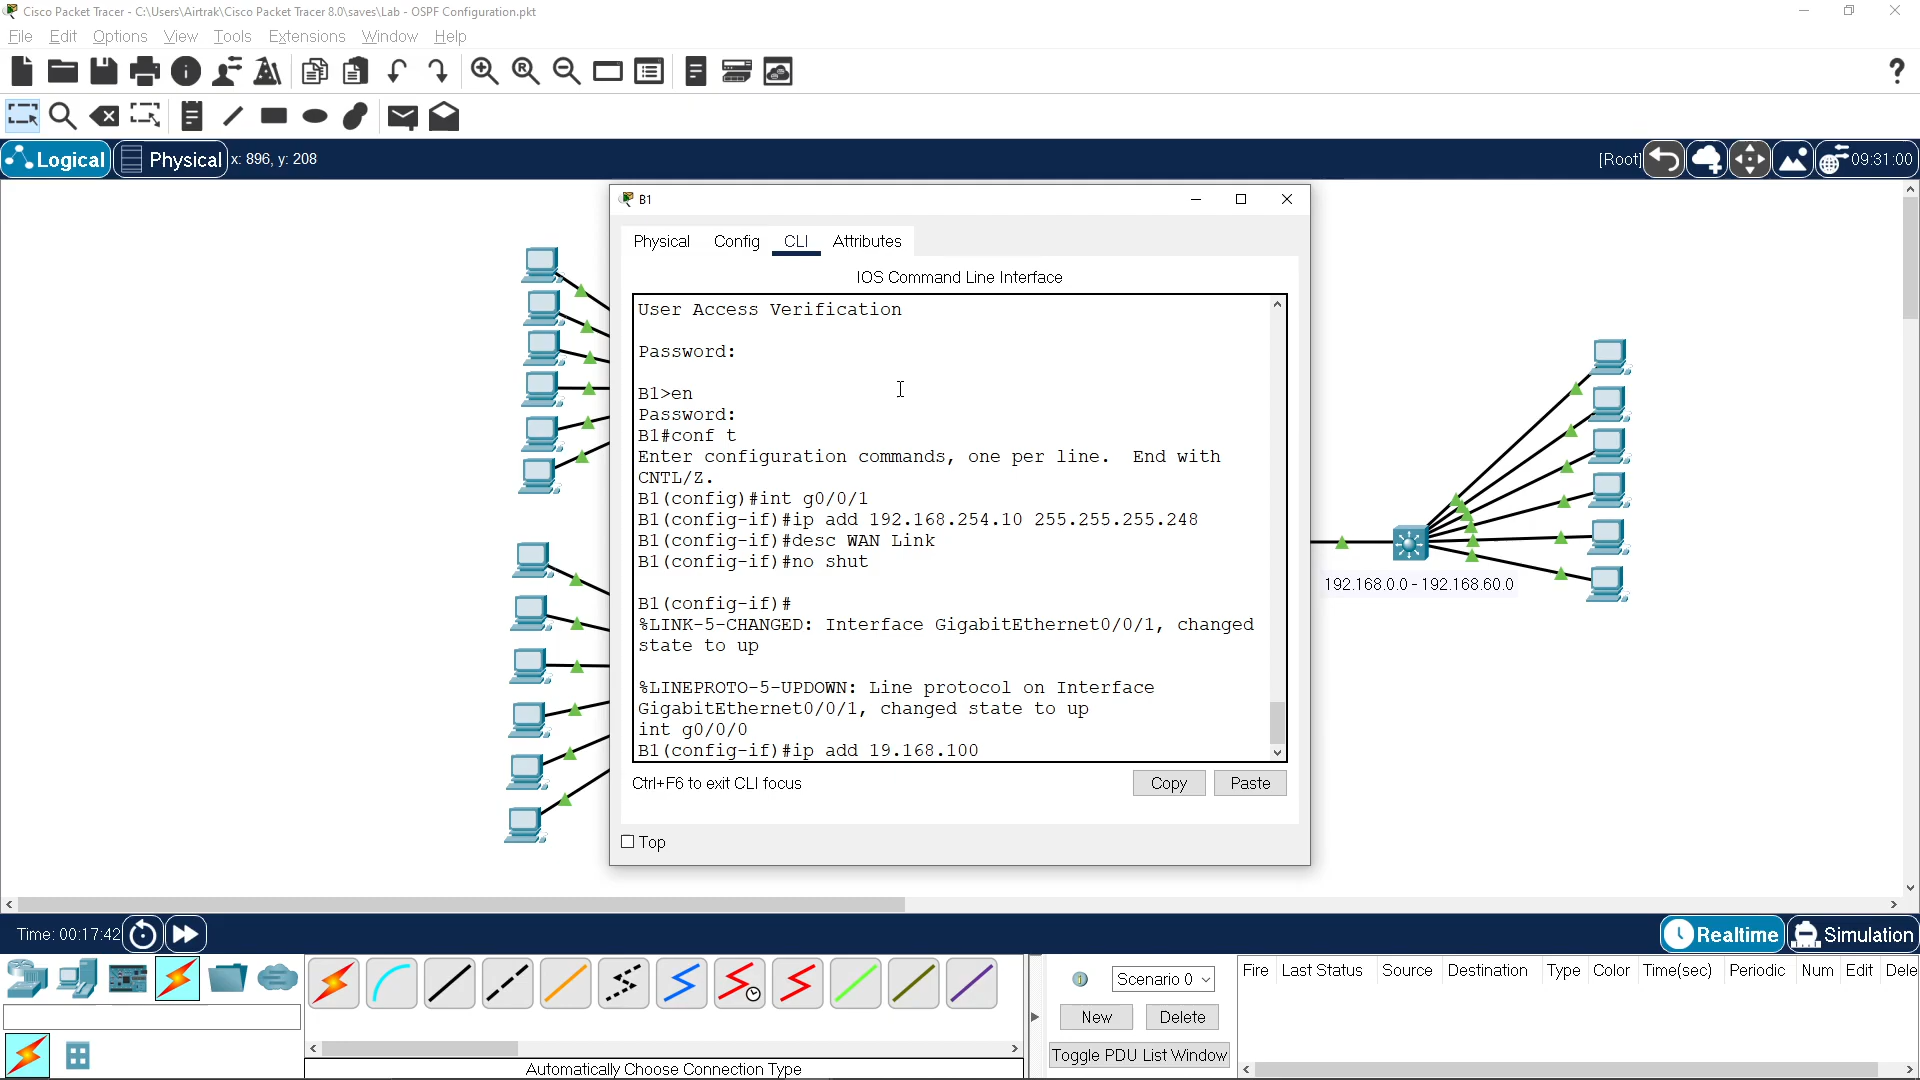 Cisco Packet Tracer - C:\Users\Airtrak\Cisco Packet Tracer 8.0\saves\Lab - OSPF Configuration.pkt
File Edit Options View Tools Extensions Window Help
Logical Physical x: 896, y: 208 [Root] 09:31:00
B1
Physical Config CLI Attributes
IOS Command Line Interface
User Access Verification
Password:
B1>en
Password:
B1#conf t
Enter configuration commands, one per line. End with
CNTL/Z.
B1(config)#int g0/0/1
B1(config-if)#ip add 192.168.254.10 255.255.255.248
B1(config-if)#desc WAN Link
B1(config-if)#no shut
B1(config-if)#
%LINK-5-CHANGED: Interface GigabitEthernet0/0/1, changed
state to up
%LINEPROTO-5-UPDOWN: Line protocol on Interface
GigabitEthernet0/0/1, changed state to up
int g0/0/0
B1(config-if)#ip add 19.168.100
Ctrl+F6 to exit CLI focus
Copy Paste
Top
192.168.0.0 - 192.168.60.0
Time: 00:17:42
Realtime Simulation
Scenario 0
New Delete
Toggle PDU List Window
Fire Last Status Source Destination Type Color Time(sec) Periodic Num Edit Dele
Automatically Choose Connection Type